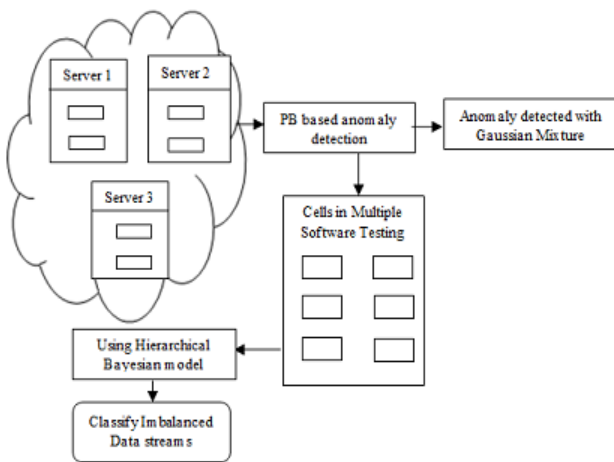 Server 1
Server 2
Server 3
PB based anomaly
detection
Anomaly detected with
Gaussian Mixture
Cells in Multiple
Software Testing
Using Hierarchical
Bayesian model
Classify Imbalanced
Data streams